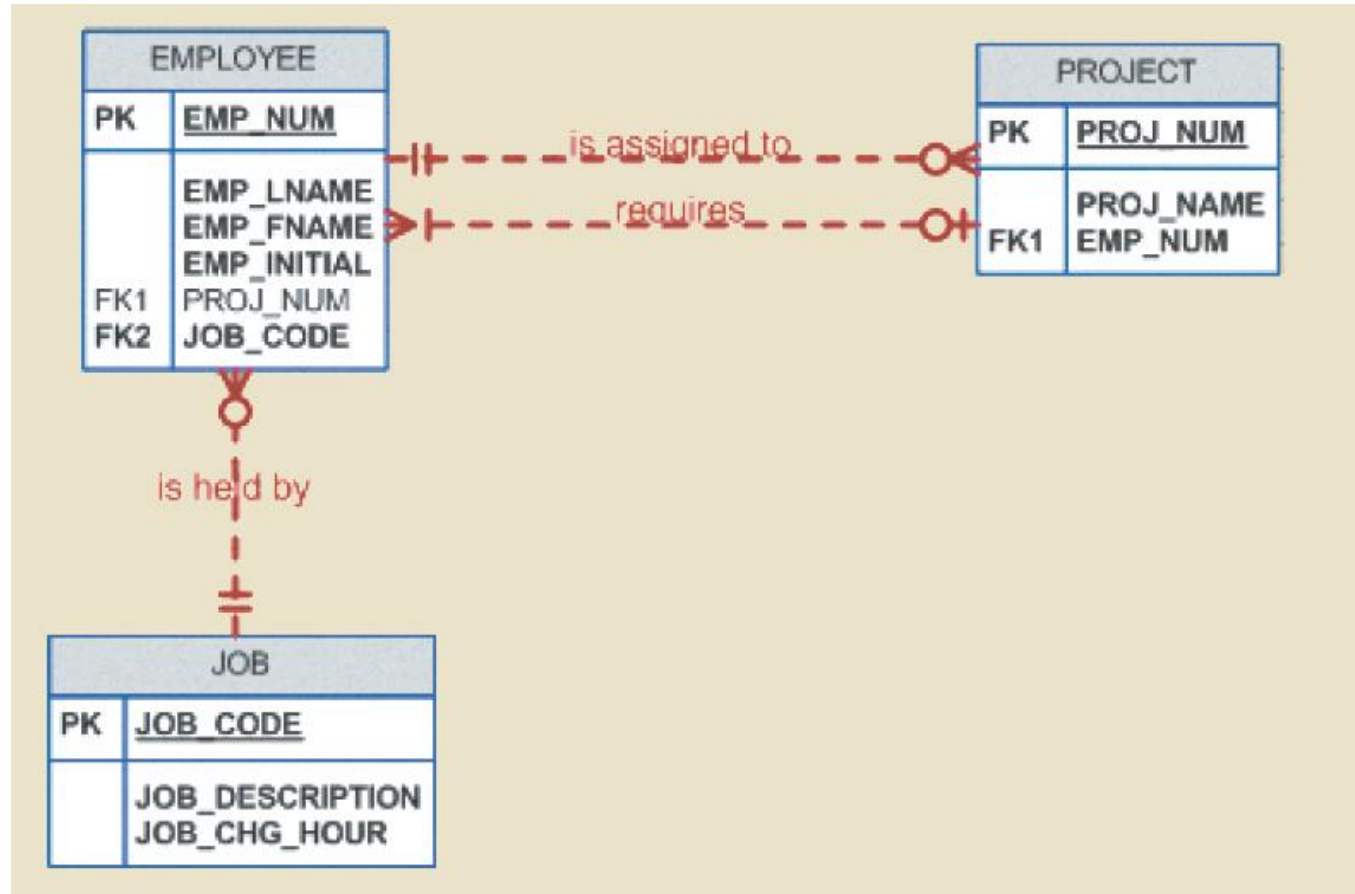 EMPLOYEE
PK EMP_NUM
EMP_LNAME
EMP_FNAME
EMP_INITIAL
FK1 PROJ_NUM
FK2 JOB_CODE
is assigned to
requires
PROJECT
PK PROJ_NUM
PROJ_NAME
FK1 EMP_NUM
is held by
JOB
PK JOB_CODE
JOB_DESCRIPTION
JOB_CHG_HOUR